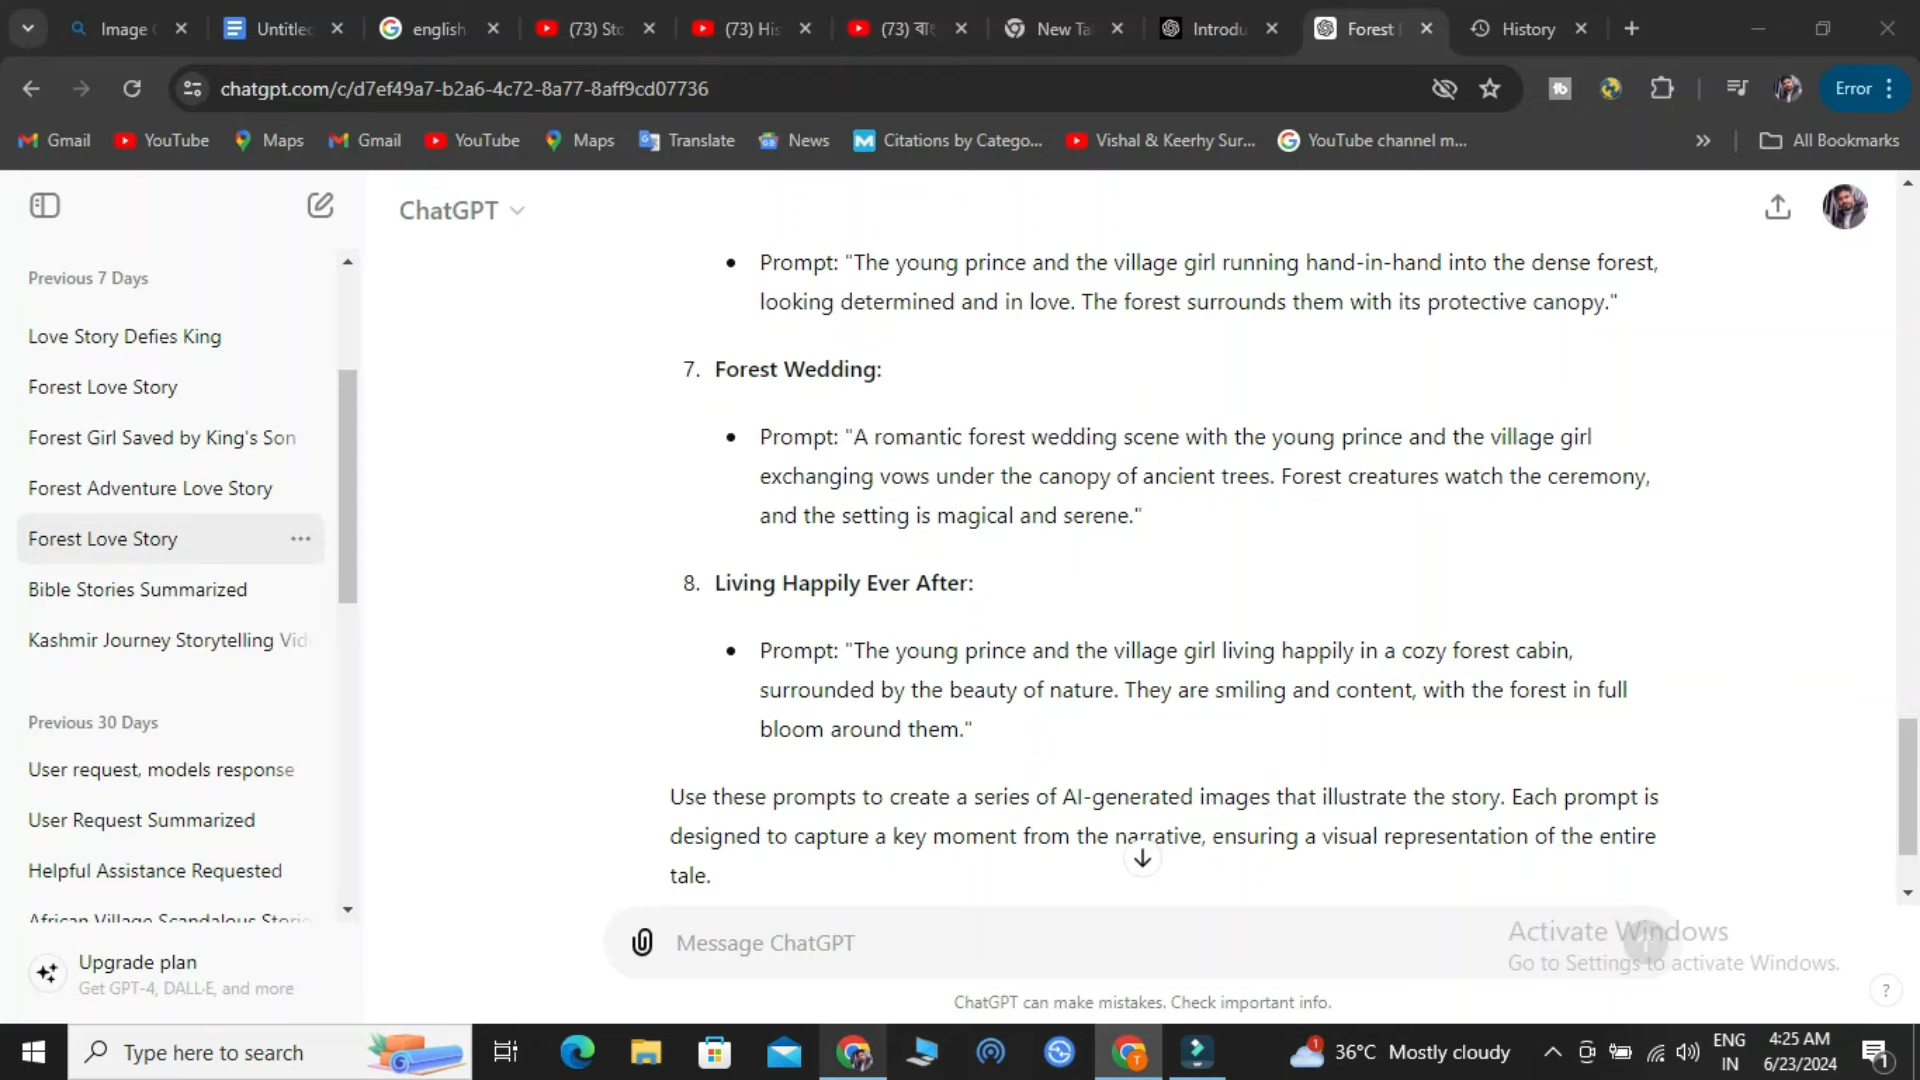 Image
Untitled
english
(73) Sto
(73) His
(73) বাং
New Ta
Introdu
Forest
History
chatgpt.com/c/d7ef49a7-b2a6-4c72-8a77-8aff9cd07736
Error
Gmail
YouTube
Maps
Gmail
YouTube
Maps
Translate
News
Citations by Catego...
Vishal & Keerhy Sur...
YouTube channel m...
All Bookmarks
ChatGPT
Previous 7 Days
Love Story Defies King
Forest Love Story
Forest Girl Saved by King's Son
Forest Adventure Love Story
Forest Love Story
Bible Stories Summarized
Kashmir Journey Storytelling Vid
Previous 30 Days
User request, models response
User Request Summarized
Helpful Assistance Requested
African Village Scandalous Stories
Upgrade plan
Get GPT-4, DALL·E, and more
Prompt: "The young prince and the village girl running hand-in-hand into the dense forest,
looking determined and in love. The forest surrounds them with its protective canopy."
7. Forest Wedding:
Prompt: "A romantic forest wedding scene with the young prince and the village girl
exchanging vows under the canopy of ancient trees. Forest creatures watch the ceremony,
and the setting is magical and serene."
8. Living Happily Ever After:
Prompt: "The young prince and the village girl living happily in a cozy forest cabin,
surrounded by the beauty of nature. They are smiling and content, with the forest in full
bloom around them."
Use these prompts to create a series of AI-generated images that illustrate the story. Each prompt is
designed to capture a key moment from the narrative, ensuring a visual representation of the entire
tale.
Message ChatGPT
Activate Windows
Go to Settings to activate Windows.
ChatGPT can make mistakes. Check important info.
?
Type here to search
36°C Mostly cloudy
ENG
IN
4:25 AM
6/23/2024
1